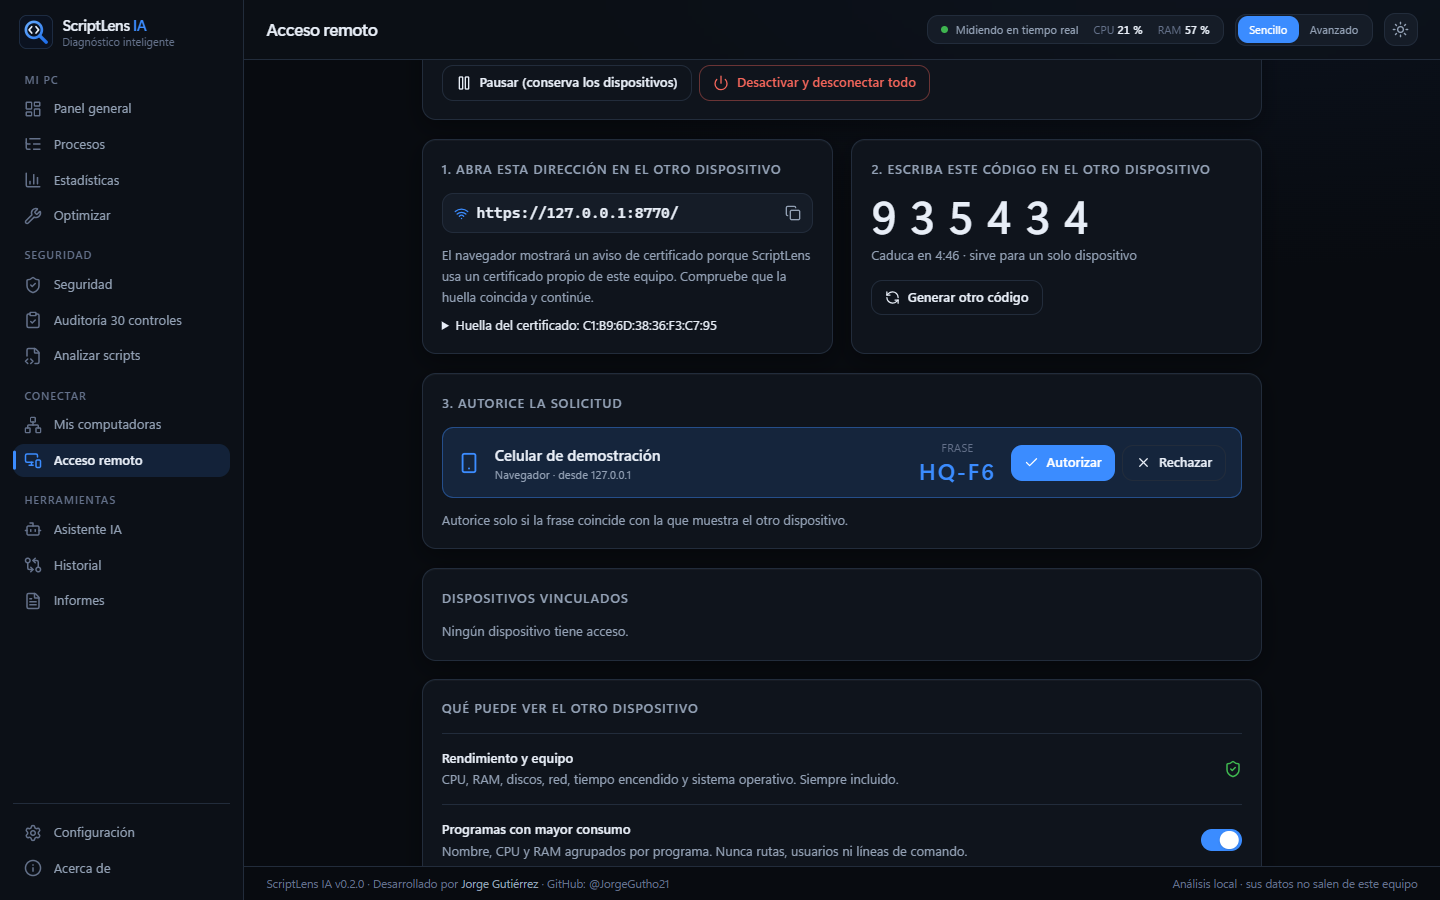 ScriptLens IA
Diagnóstico inteligente
Acceso remoto
Midiendo en tiempo real CPU 21 % RAM 57 %
Sencillo Avanzado
MI PC
Panel general
Procesos
Estadísticas
Optimizar
SEGURIDAD
Seguridad
Auditoría 30 controles
Analizar scripts
CONECTAR
Mis computadoras
Acceso remoto
HERRAMIENTAS
Asistente IA
Historial
Informes
Configuración
Acerca de
Pausar (conserva los dispositivos)
Desactivar y desconectar todo
1. ABRA ESTA DIRECCIÓN EN EL OTRO DISPOSITIVO
https://127.0.0.1:8770/
El navegador mostrará un aviso de certificado porque ScriptLens
usa un certificado propio de este equipo. Compruebe que la
huella coincida y continúe.
Huella del certificado: C1:B9:6D:38:36:F3:C7:95
2. ESCRIBA ESTE CÓDIGO EN EL OTRO DISPOSITIVO
935434
Caduca en 4:46 · sirve para un solo dispositivo
Generar otro código
3. AUTORICE LA SOLICITUD
Celular de demostración
Navegador · desde 127.0.0.1
FRASE
HQ-F6
Autorizar
Rechazar
Autorice solo si la frase coincide con la que muestra el otro dispositivo.
DISPOSITIVOS VINCULADOS
Ningún dispositivo tiene acceso.
QUÉ PUEDE VER EL OTRO DISPOSITIVO
Rendimiento y equipo
CPU, RAM, discos, red, tiempo encendido y sistema operativo. Siempre incluido.
Programas con mayor consumo
Nombre, CPU y RAM agrupados por programa. Nunca rutas, usuarios ni líneas de comando.
ScriptLens IA v0.2.0 · Desarrollado por Jorge Gutiérrez · GitHub: @JorgeGutho21
Análisis local · sus datos no salen de este equipo